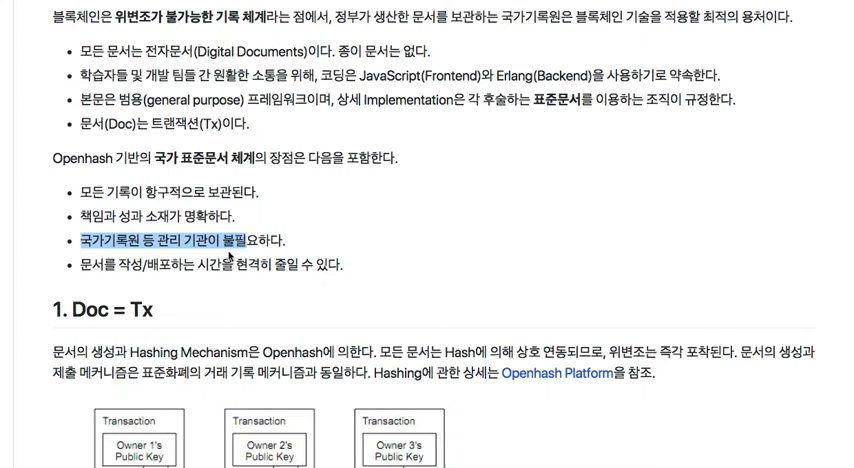 블록체인은 위변조가 불가능한 기록 체계라는 점에서, 정부가 생산한 문서를 보관하는 국가기록원은 블록체인 기술을 적용할 최적의 용처이다.
• 모든 문서는 전자문서(Digital Documents)이다. 종이 문서는 없다.
• 학습자들 및 개발 팀들 간 원활한 소통을 위해, 코딩은 JavaScript(Frontend)와 Erlang(Backend)을 사용하기로 약속한다.
• 본문은 범용(general purpose) 프레임워크이며, 상세 Implementation은 각 후술하는 표준문서를 이용하는 조직이 규정한다.
• 문서(Doc)는 트랜잭션(Tx)이다.
Openhash 기반의 국가 표준문서 체계의 장점은 다음을 포함한다.
• 모든 기록이 항구적으로 보관된다.
• 책임과 성과 소재가 명확하다.
• 국가기록원 등 관리 기관이 불필요하다.
• 문서를 작성/배포하는 시간을 현격히 줄일 수 있다.
1. Doc = Tx
문서의 생성과 Hashing Mechanism은 Openhash에 의한다. 모든 문서는 Hash에 의해 상호 연동되므로, 위변조는 즉각 포착된다. 문서의 생성과
제출 메커니즘은 표준화폐의 거래 기록 메커니즘과 동일하다. Hashing에 관한 상세는 Openhash Platform을 참조.
Transaction Transaction Transaction
Owner 1's Owner 2's Owner 3's
Public Key Public Key Public Key